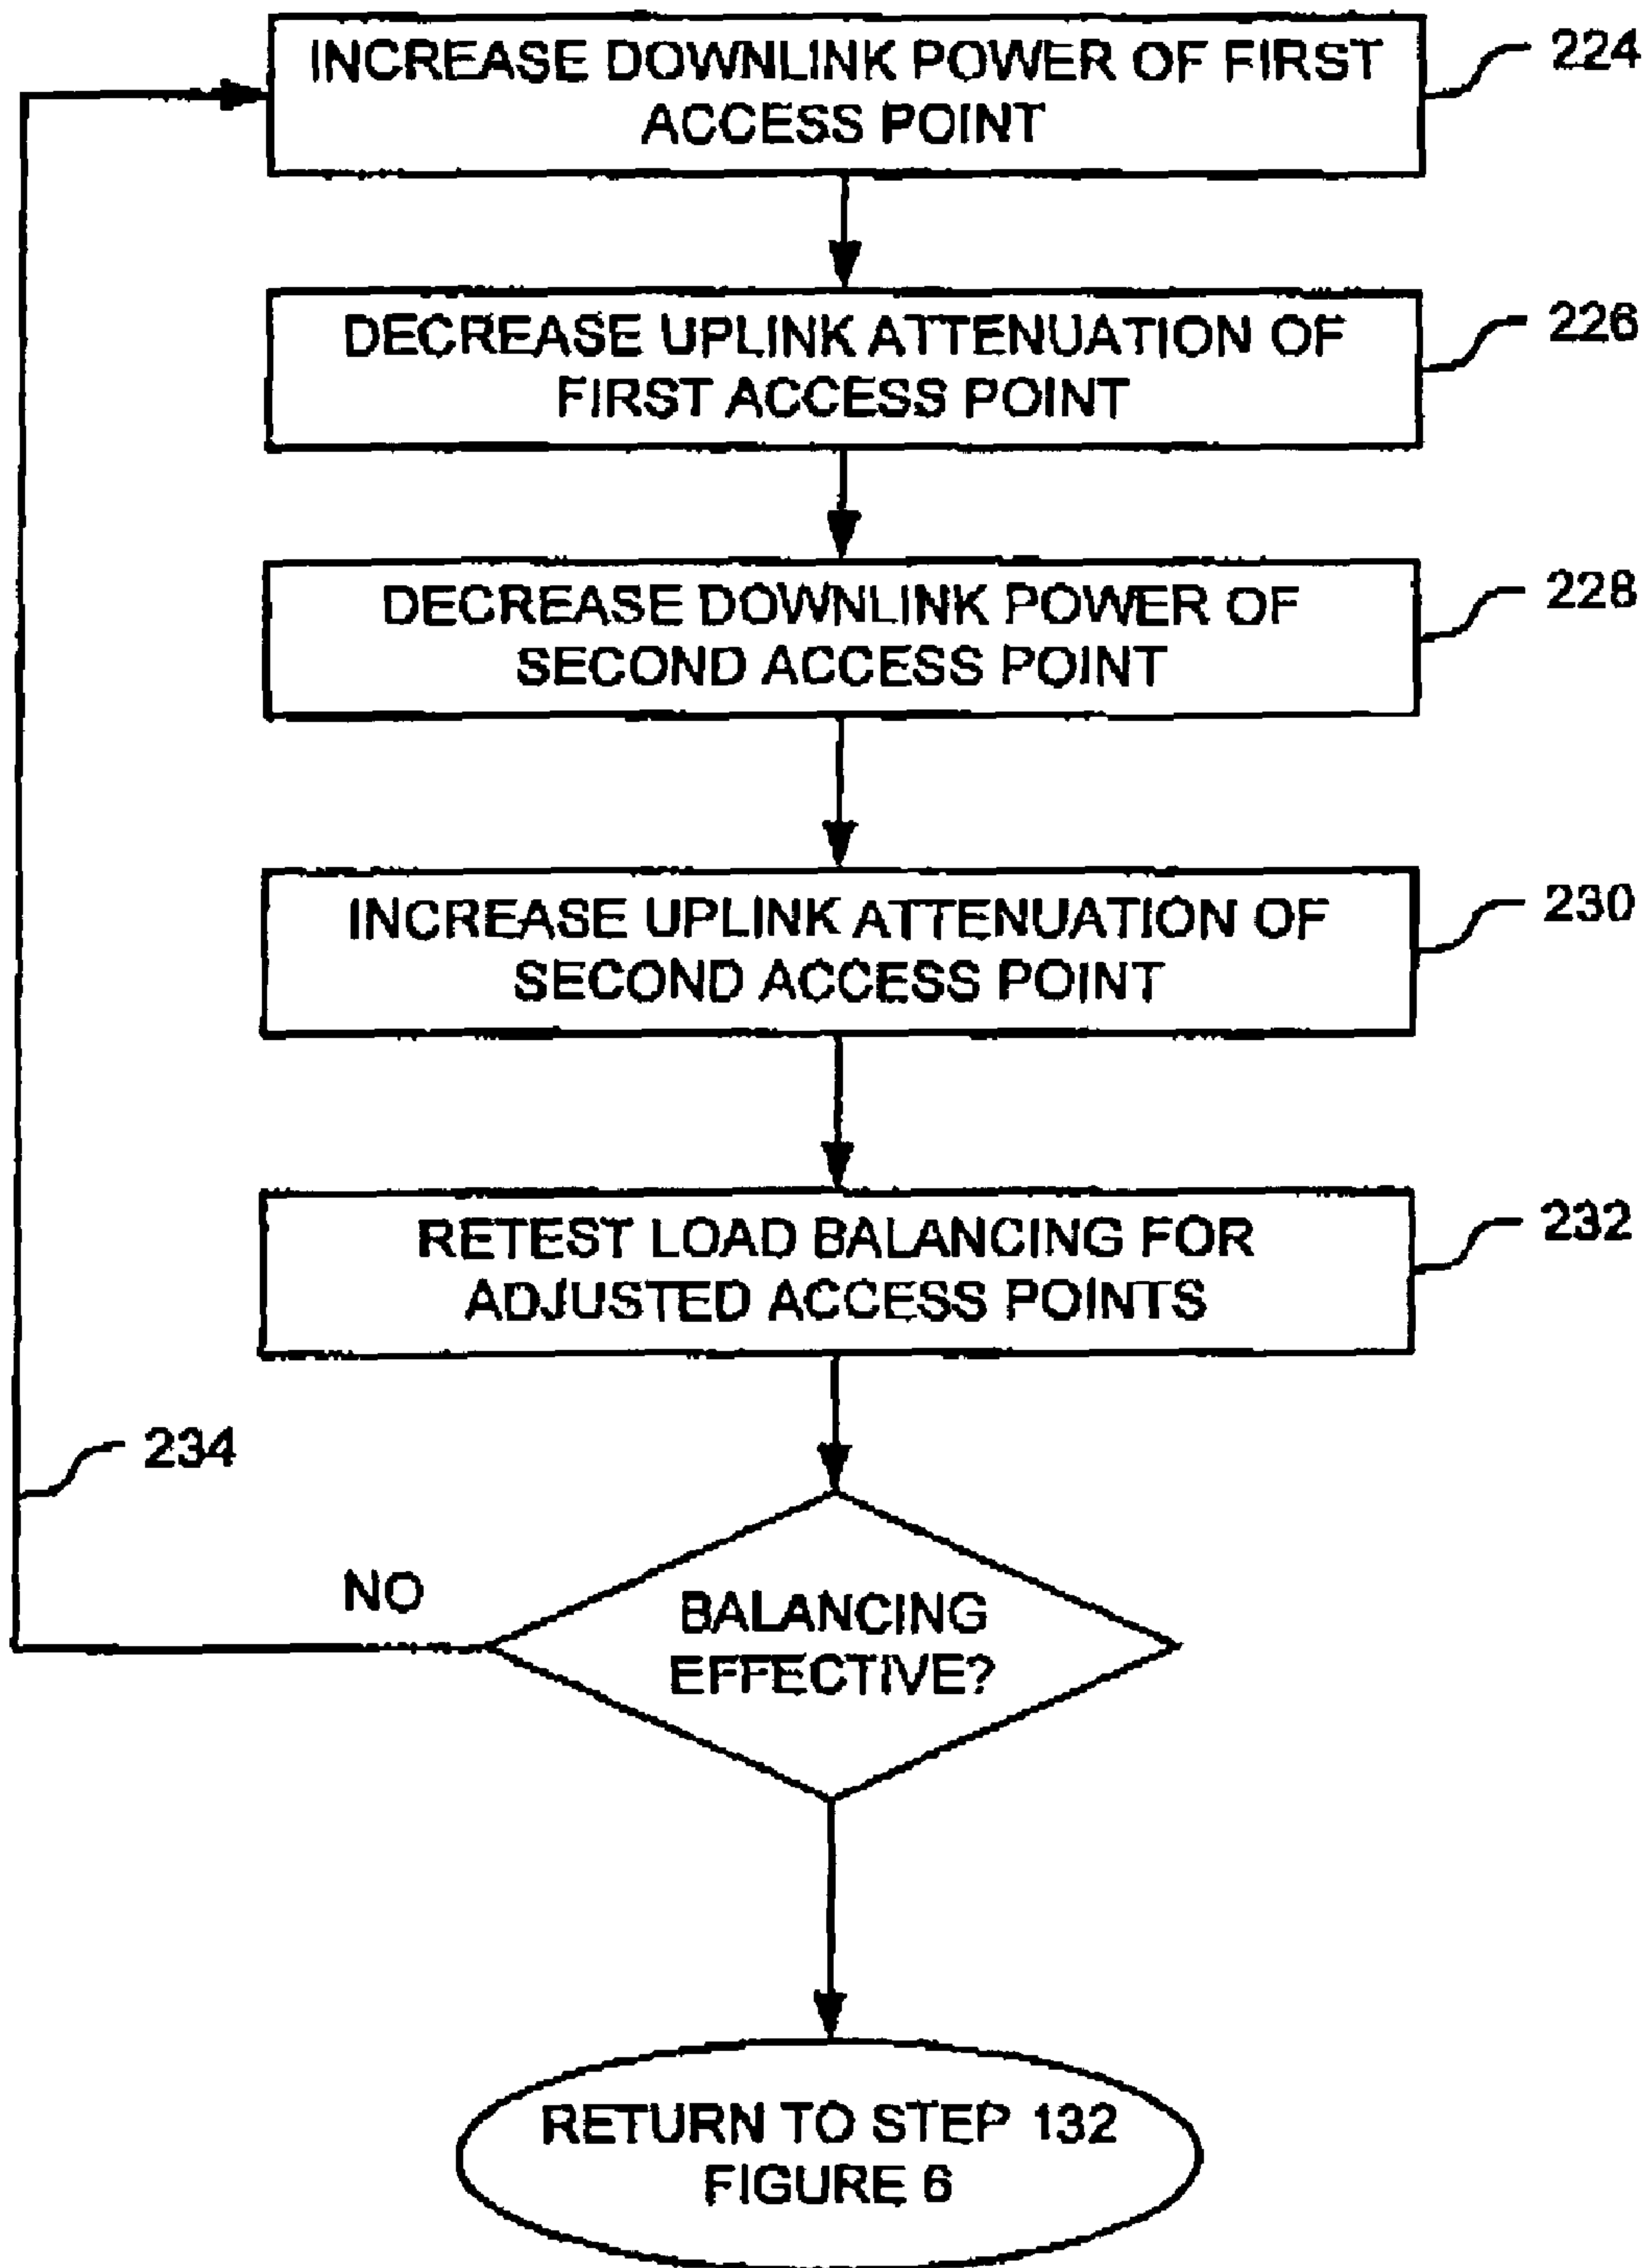 INCREASE DOWNLINK POWER OF FIRST
ACCESS POINT
224
DECREASE UPLINK ATTENUATION OF
FIRST ACCESS POINT
226
DECREASE DOWNLINK POWER OF
SECOND ACCESS POINT
228
INCREASE UPLINK ATTENUATION OF
SECOND ACCESS POINT
230
RETEST LOAD BALANCING FOR
ADJUSTED ACCESS POINTS
232
234
NO
BALANCING
EFFECTIVE?
RETURN TO STEP 132
FIGURE 6